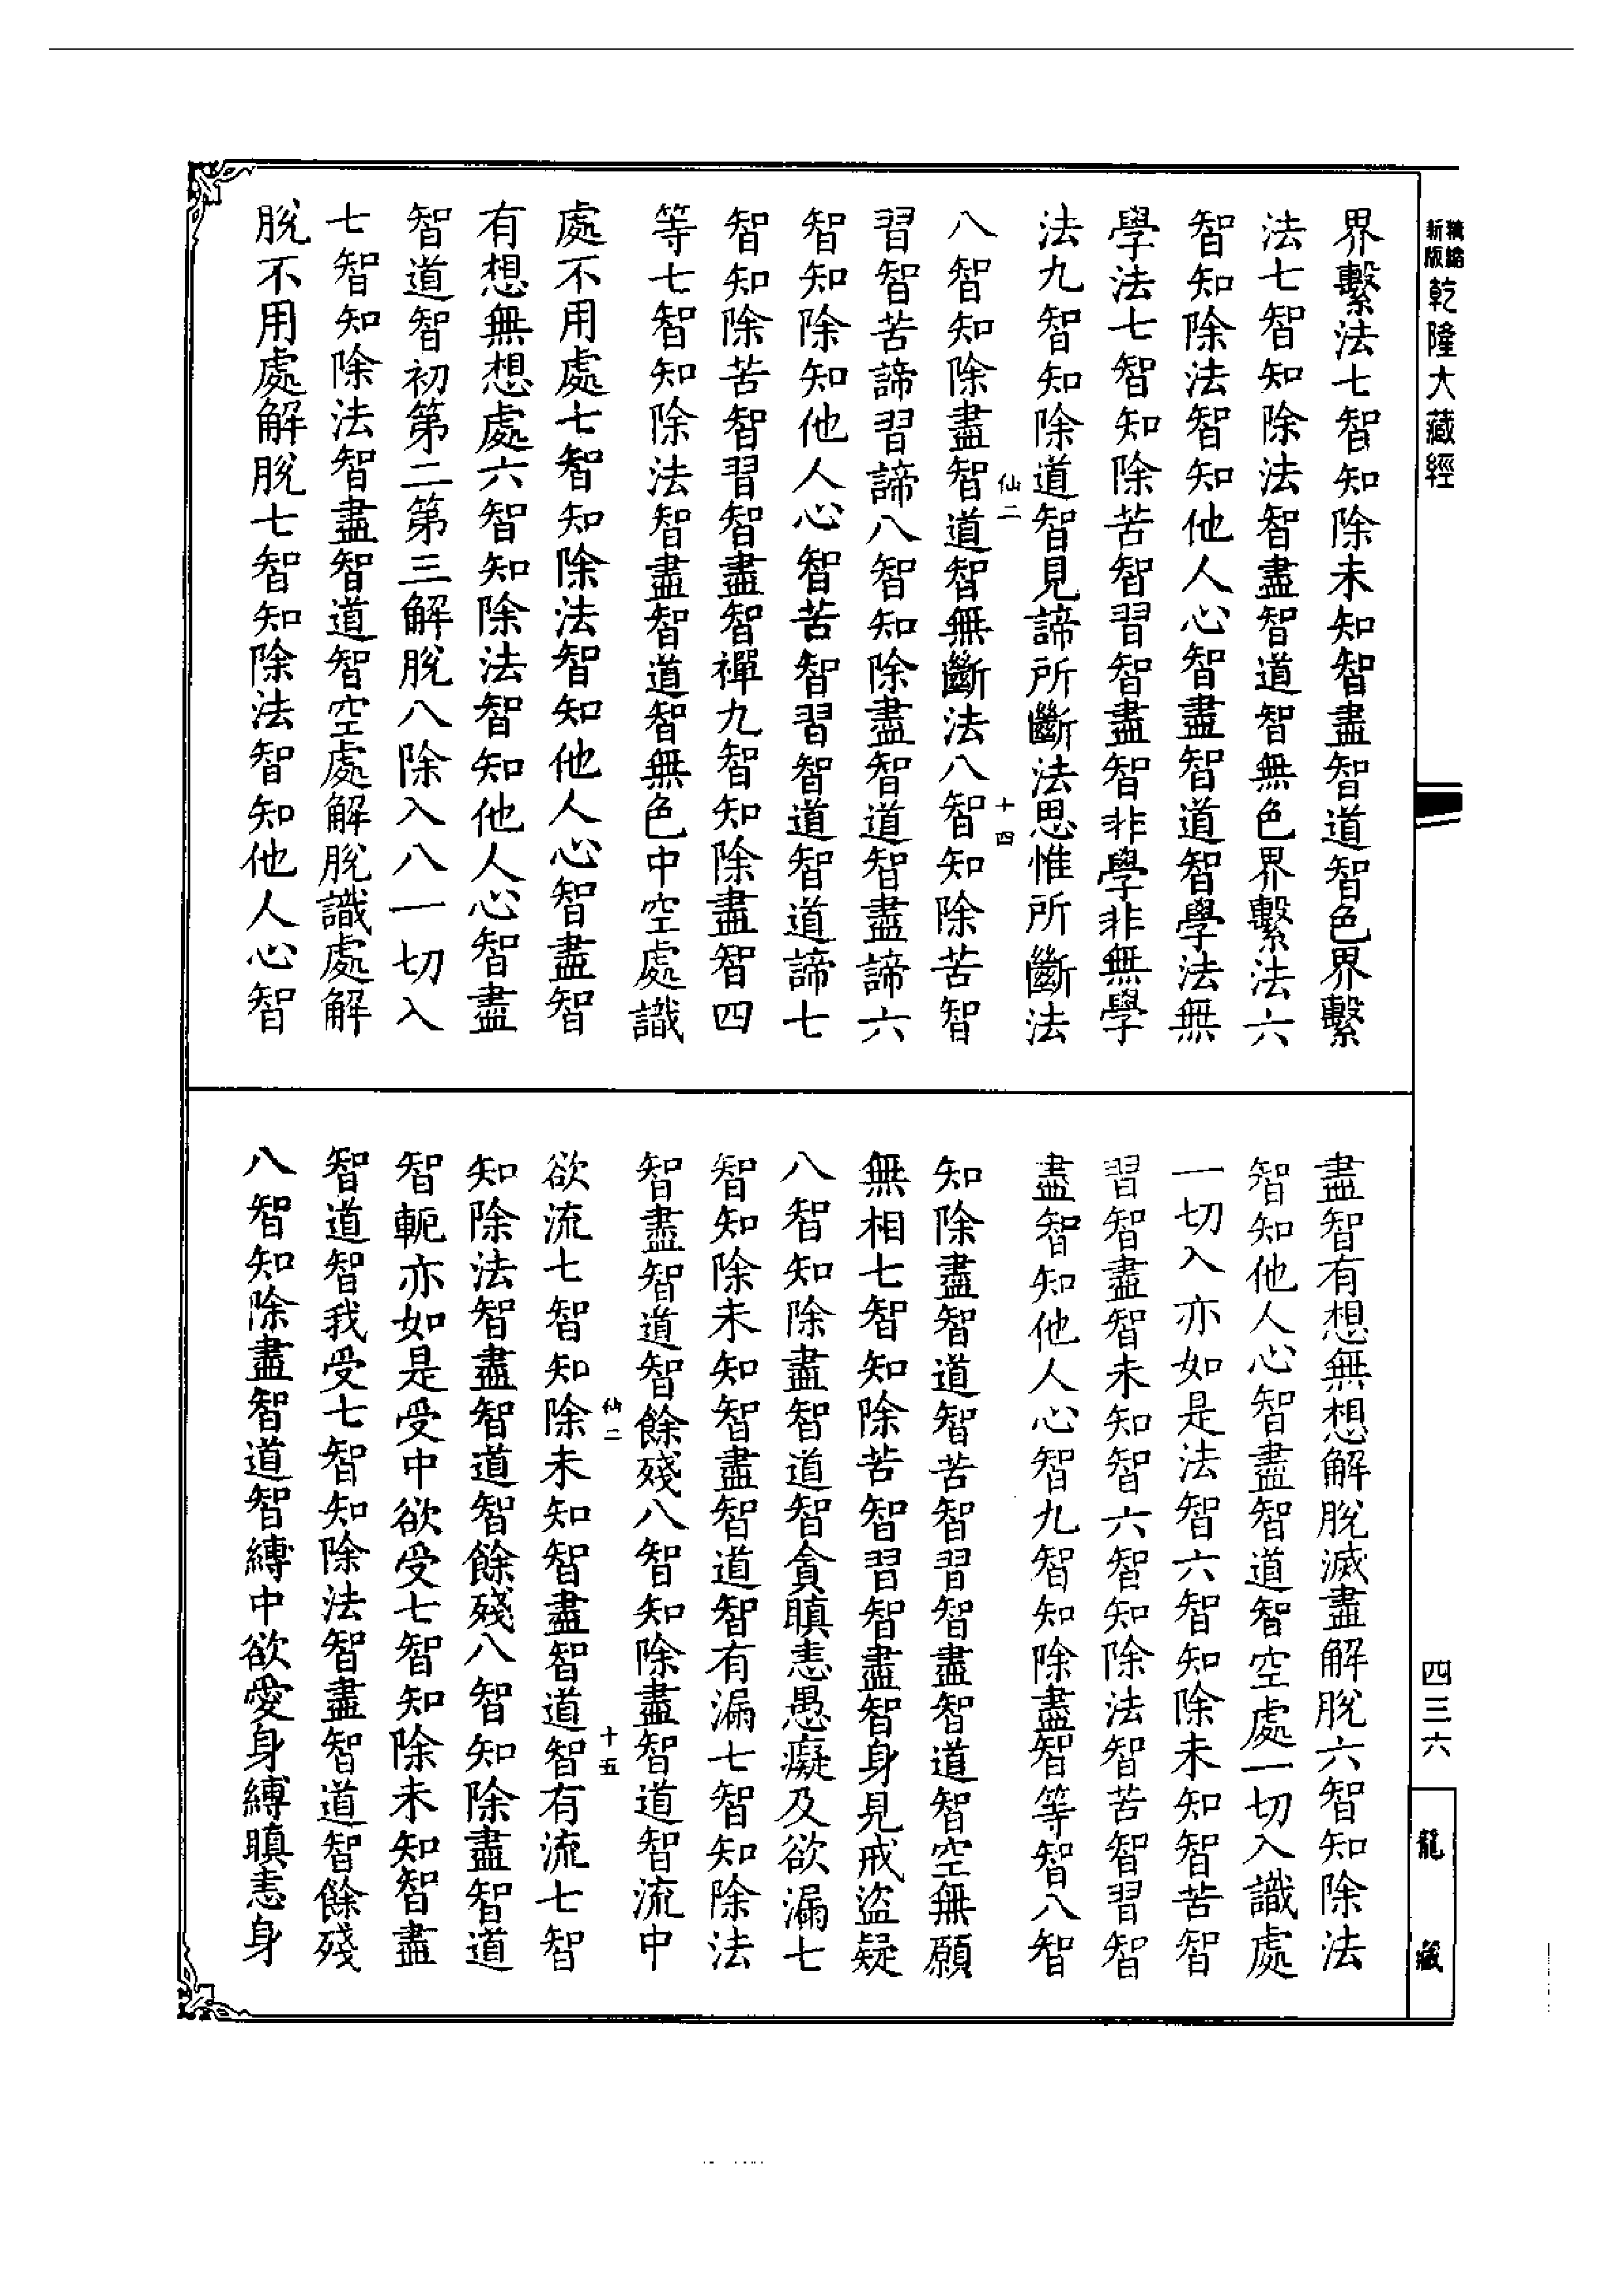 精縮新版乾隆大藏經
四三六
龍藏
界繫法七智知除未知智盡智道智色界繫
法七智知除法智盡智道智無色界繫法六
智知除法智知他人心智盡智道智學法無
學法七智知除苦智習智盡智非學非無學
法九智知除道智見諦所斷法思惟所斷法
仙二
十四
八智知除盡智道智無斷法八智知除苦智
習智苦諦習諦八智知除盡智道智盡諦六
智知除知他人心智苦智習智道智道諦七
智知除苦智習智盡智禪九智知除盡智四
等七智知除法智盡智道智無色中空處識
處不用處七智知除法智知他人心智盡智
有想無想處六智知除法智知他人心智盡
智道智初第二第三解脫八除入八一切入
七智知除法智盡智道智空處解脫識處解
脫不用處解脫七智知除法智知他人心智
盡智有想無想解脫滅盡解脫六智知除法
智知他人心智盡智道智空處一切入識處
一切入亦如是法智六智知除未知智苦智
習智盡智未知智六智知除法智苦智習智
盡智知他人心智九智知除盡智等智八智
知除盡智道智苦智習智盡智道智空無願
無相七智知除苦智習智盡智身見戒盜疑
八智知除盡智道智貪瞋恚愚癡及欲漏七
智知除未知智盡智道智有漏七智知除法
智盡智道智餘殘八智知除盡智道智流中
仙二
十五
欲流七智知除未知智盡智道智有流七智
知除法智盡智道智餘殘八智知除盡智道
智軛亦如是受中欲受七智知除未知智盡
智道智我受七智知除法智盡智道智餘殘
八智知除盡智道智縛中欲愛身縛瞋恚身